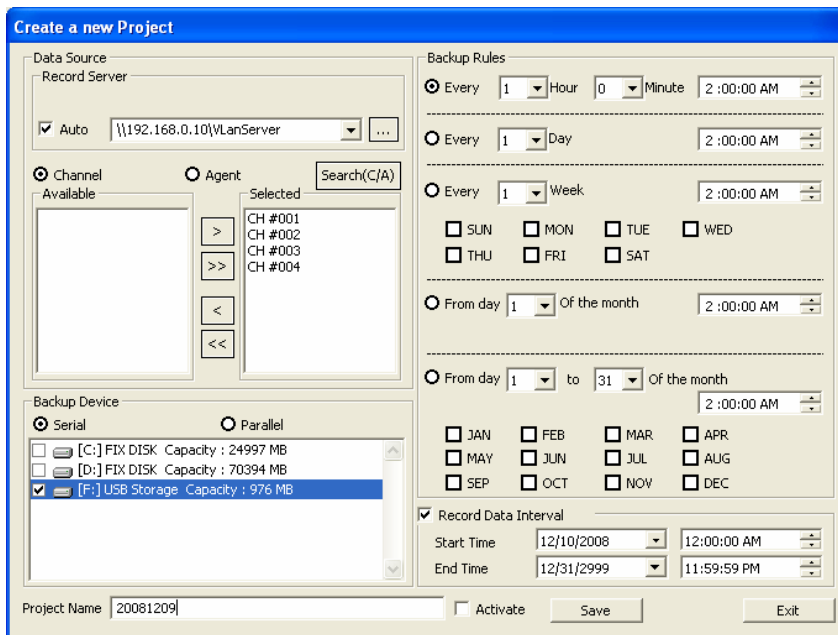 Create a new Project
Data Source
Record Server
Auto
\\192.168.0.10\VLanServer
...
Channel
Agent
Search(C/A)
Available
Selected
CH #001
CH #002
CH #003
CH #004
>
>>
<
<<
Backup Device
Serial
Parallel
[C:] FIX DISK Capacity : 24997 MB
[D:] FIX DISK Capacity : 70394 MB
[F:] USB Storage Capacity : 976 MB
Backup Rules
Every 1 Hour 0 Minute 2 :00:00 AM
Every 1 Day 2 :00:00 AM
Every 1 Week 2 :00:00 AM
SUN MON TUE WED
THU FRI SAT
From day 1 Of the month 2 :00:00 AM
From day 1 to 31 Of the month
2 :00:00 AM
JAN FEB MAR APR
MAY JUN JUL AUG
SEP OCT NOV DEC
Record Data Interval
Start Time 12/10/2008 12:00:00 AM
End Time 12/31/2999 11:59:59 PM
Project Name 20081209
Activate
Save
Exit